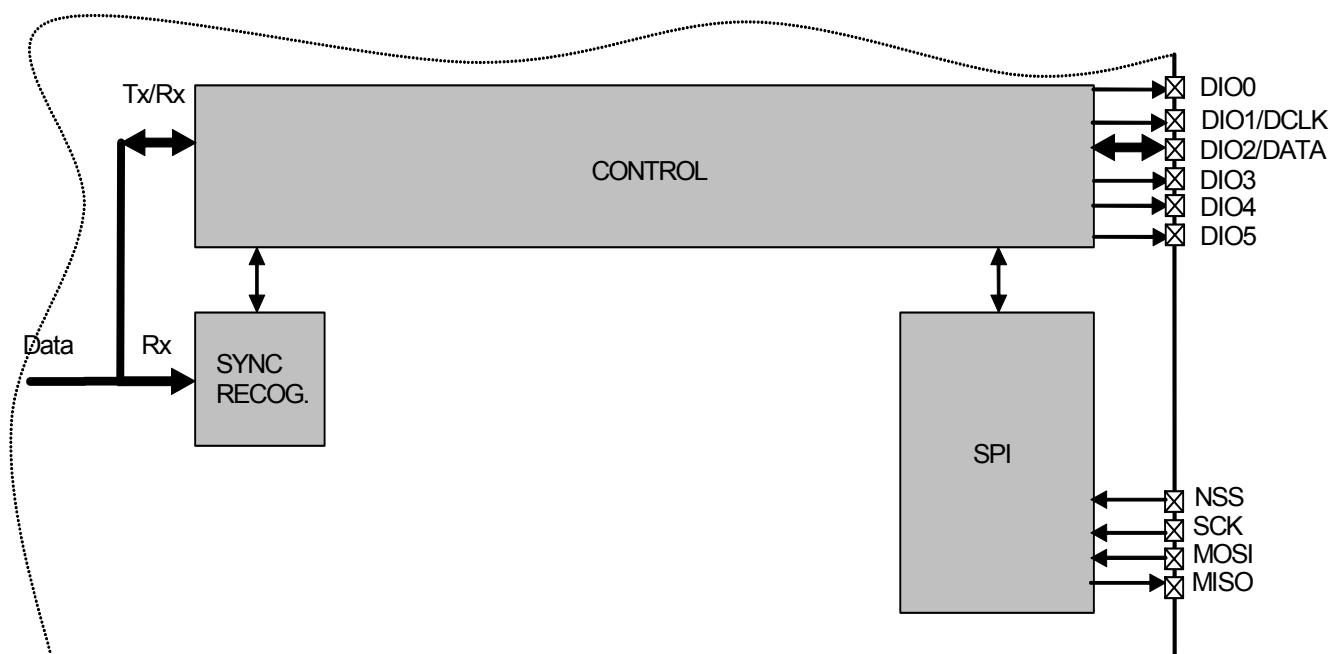 Tx/Rx
CONTROL
DIO0
DIO1/DCLK
DIO2/DATA
DIO3
DIO4
DIO5
Data
Rx
SYNC
RECOG.
SPI
NSS
SCK
MOSI
MISO